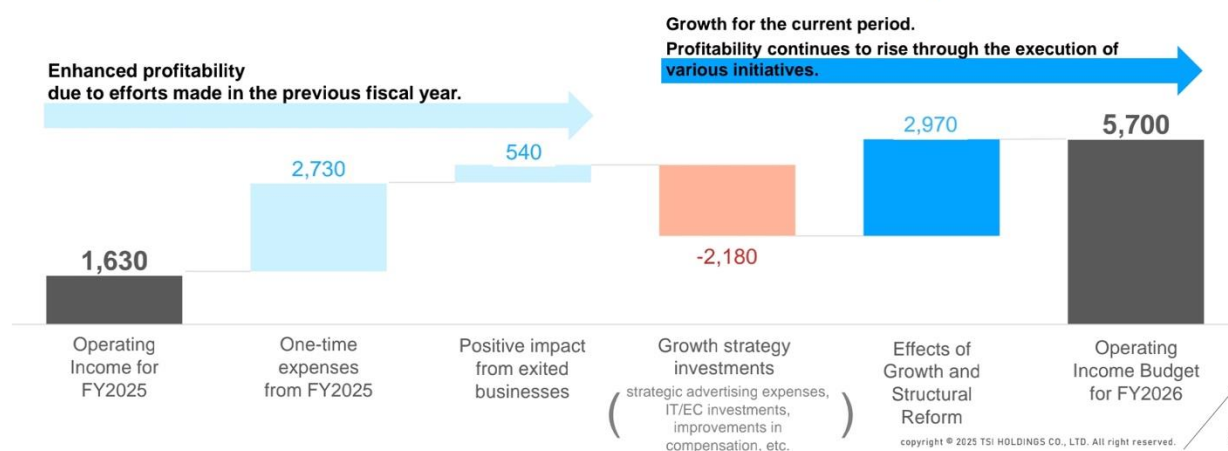 Growth for the current period.
Profitability continues to rise through the execution of
various initiatives.
Enhanced profitability
due to efforts made in the previous fiscal year.
1,630
2,730
540
-2,180
2,970
5,700
Operating
Income for
FY2025
One-time
expenses
from FY2025
Positive impact
from exited
businesses
Growth strategy
investments
(strategic advertising expenses,
IT/EC investments,
improvements in
compensation, etc.)
Effects of
Growth and
Structural
Reform
Operating
Income Budget
for FY2026
copyright © 2025 TSI HOLDINGS CO., LTD. All right reserved.